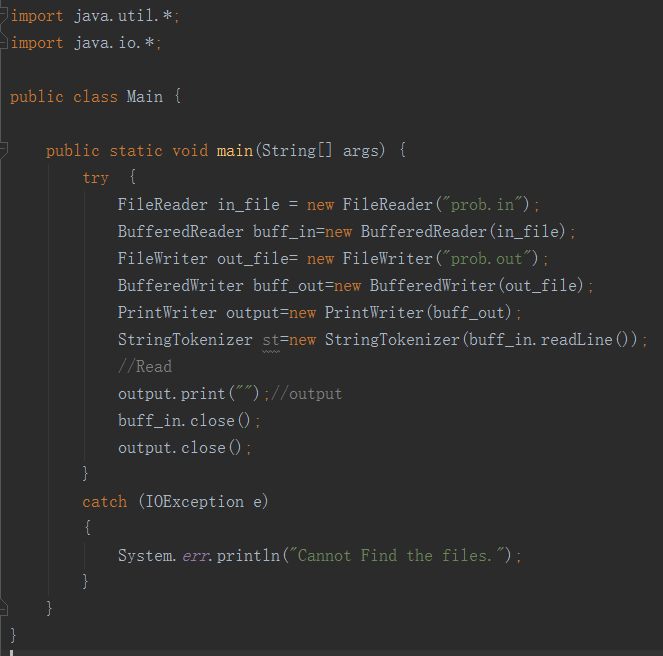 import java.util.*;
import java.io.*;
public class Main {
public static void main(String[] args) {
try  {
FileReader in_file = new FileReader("prob.in");
BufferedReader buff_in=new BufferedReader(in_file);
FileWriter out_file= new FileWriter("prob.out");
BufferedWriter buff_out=new BufferedWriter(out_file);
PrintWriter output=new PrintWriter(buff_out);
StringTokenizer st=new StringTokenizer(buff_in.readLine());
//Read
output.print("");//output
buff_in.close();
output.close();
}
catch (IOException e)
{
System.err.println("Cannot Find the files.");
}
}
}